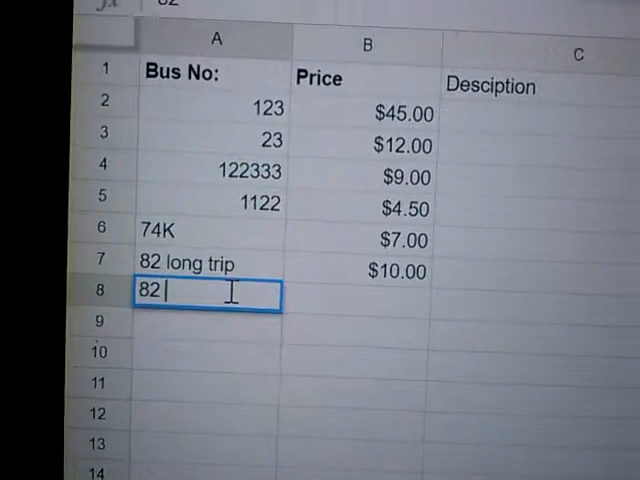 fx 82
A B C
1 Bus No: Price Desciption
2 123 $45.00
3 23 $12.00
4 122333 $9.00
5 1122 $4.50
6 74K $7.00
7 82 long trip $10.00
8 82
9
10
11
12
13
14